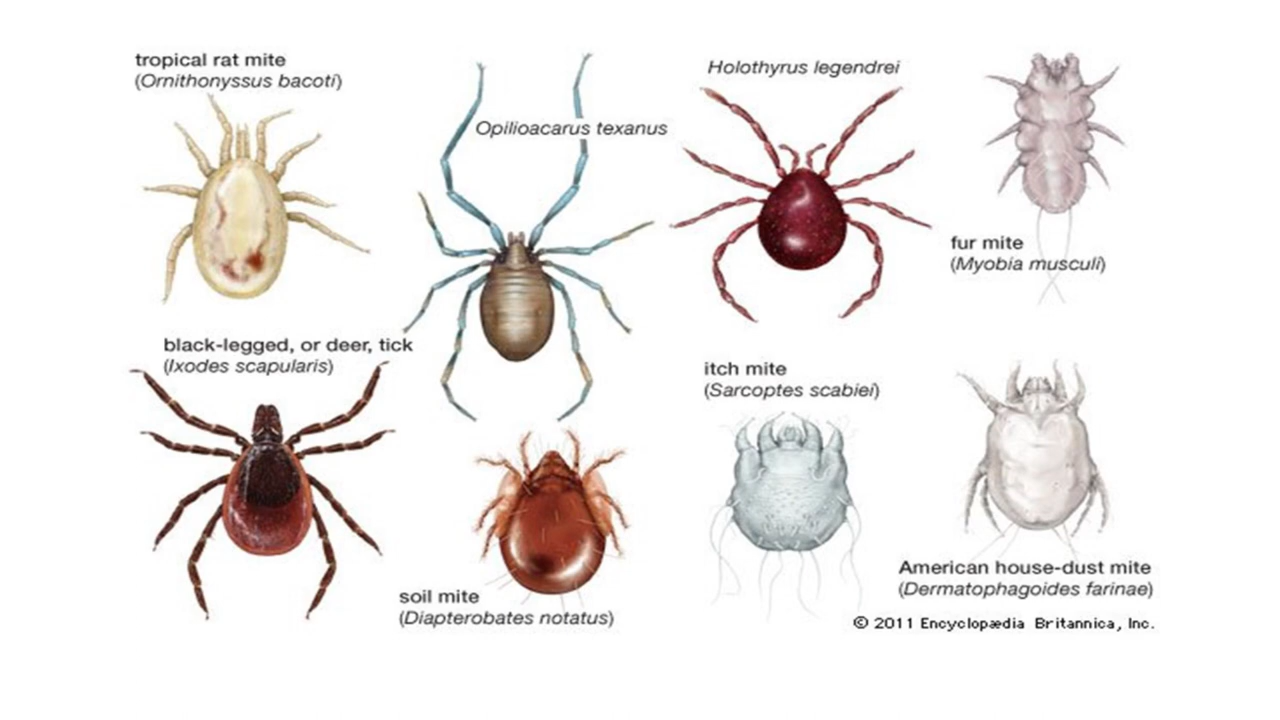 tropical rat mite
(Ornithonyssus bacoti)
Opilioacarus texanus
Holothyrus legendrei
fur mite
(Myobia musculi)
black-legged, or deer, tick
(Ixodes scapularis)
itch mite
(Sarcoptes scabiei)
soil mite
(Diapterobates notatus)
American house-dust mite
(Dermatophagoides farinae)
© 2011 Encyclopædia Britannica, Inc.